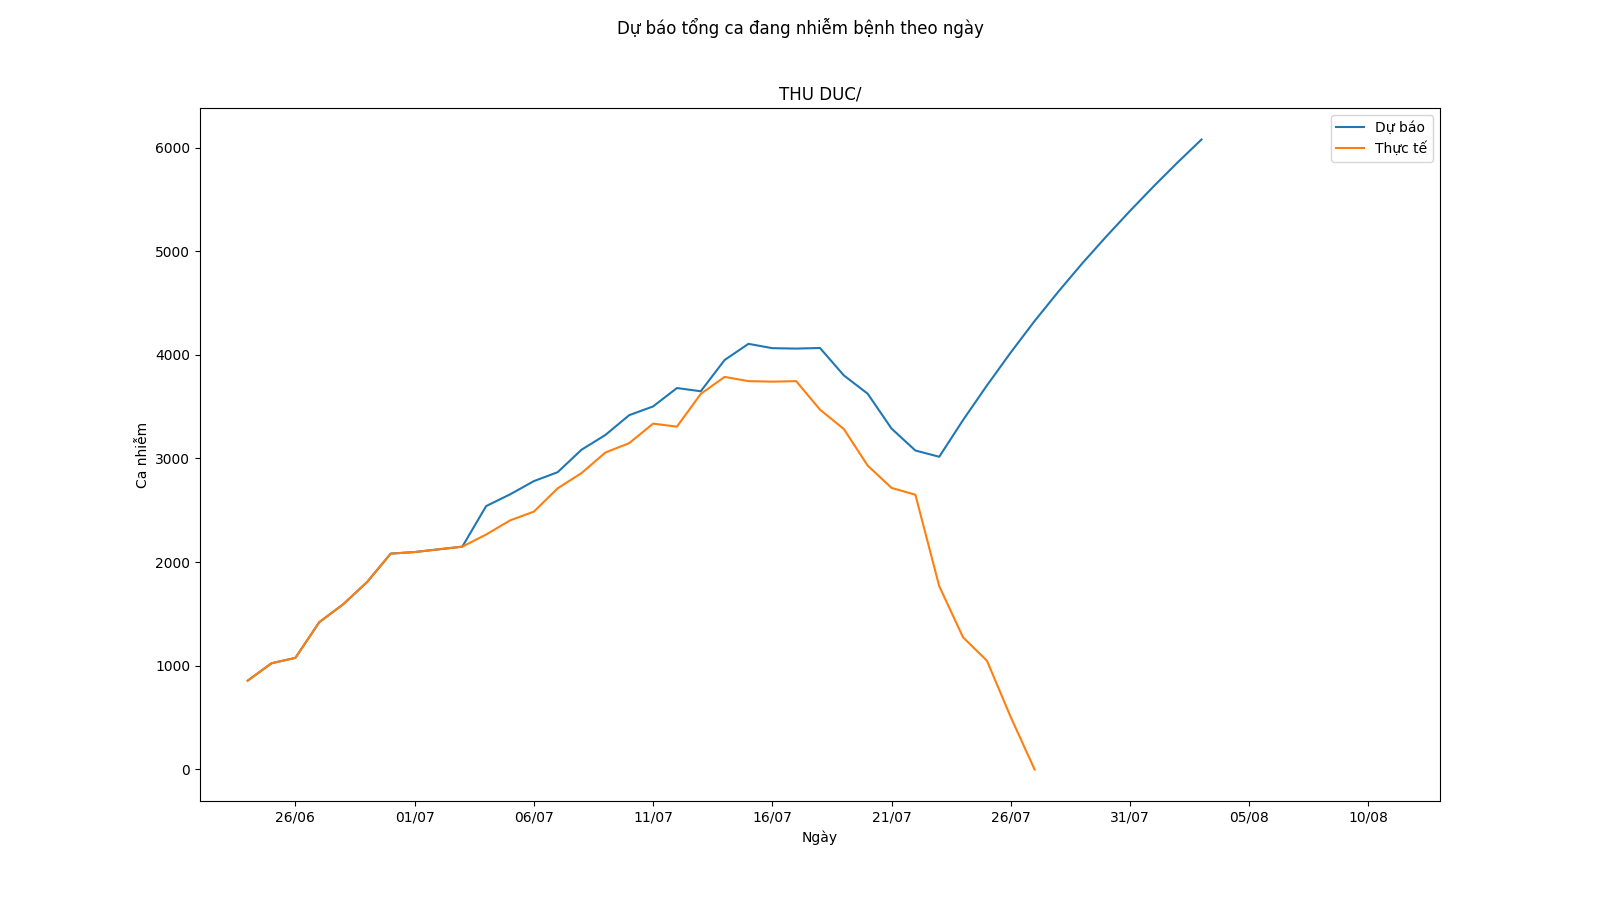 Dự báo tổng ca đang nhiễm bệnh theo ngày
THU DUC/
Dự báo
Thực tế
6000
5000
4000
3000
2000
1000
0
Ca nhiễm
26/06
01/07
06/07
11/07
16/07
21/07
26/07
31/07
05/08
10/08
Ngày